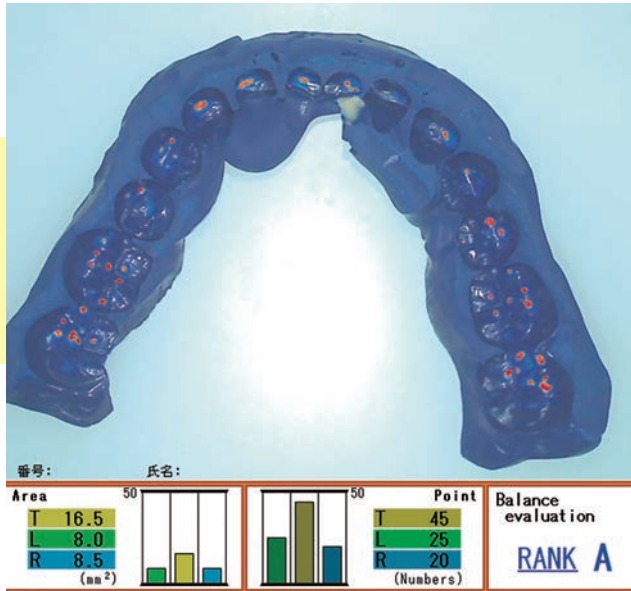 番号: 氏名:
Area
50
T 16.5
L 8.0
R 8.5
(mm²)
50
Point
T 45
L 25
R 20
(Numbers)
Balance
evaluation
RANK A